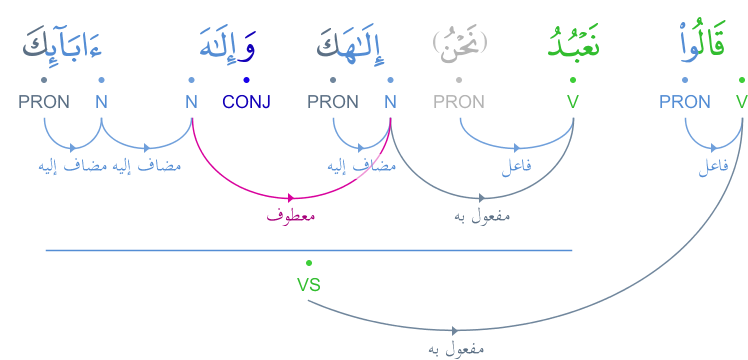 قَالُوا۟ نَعْبُدُ (نَحْنُ) إِلَـٰهَكَ وَإِلَـٰهَ ءَابَآئِكَ
V PRON V PRON N PRON CONJ N N PRON
فاعل فاعل مضاف إليه مضاف إليه مضاف إليه
مفعول به معطوف
VS
مفعول به